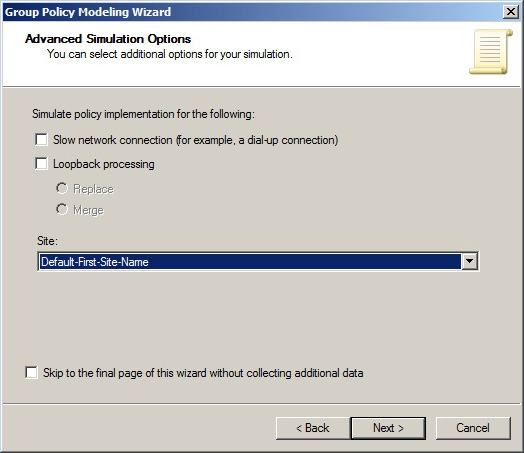 Group Policy Modeling Wizard
Advanced Simulation Options
You can select additional options for your simulation.
Simulate policy implementation for the following:
Slow network connection (for example, a dial-up connection)
Loopback processing
Replace
Merge
Site:
Default-First-Site-Name
Skip to the final page of this wizard without collecting additional data
< Back Next > Cancel